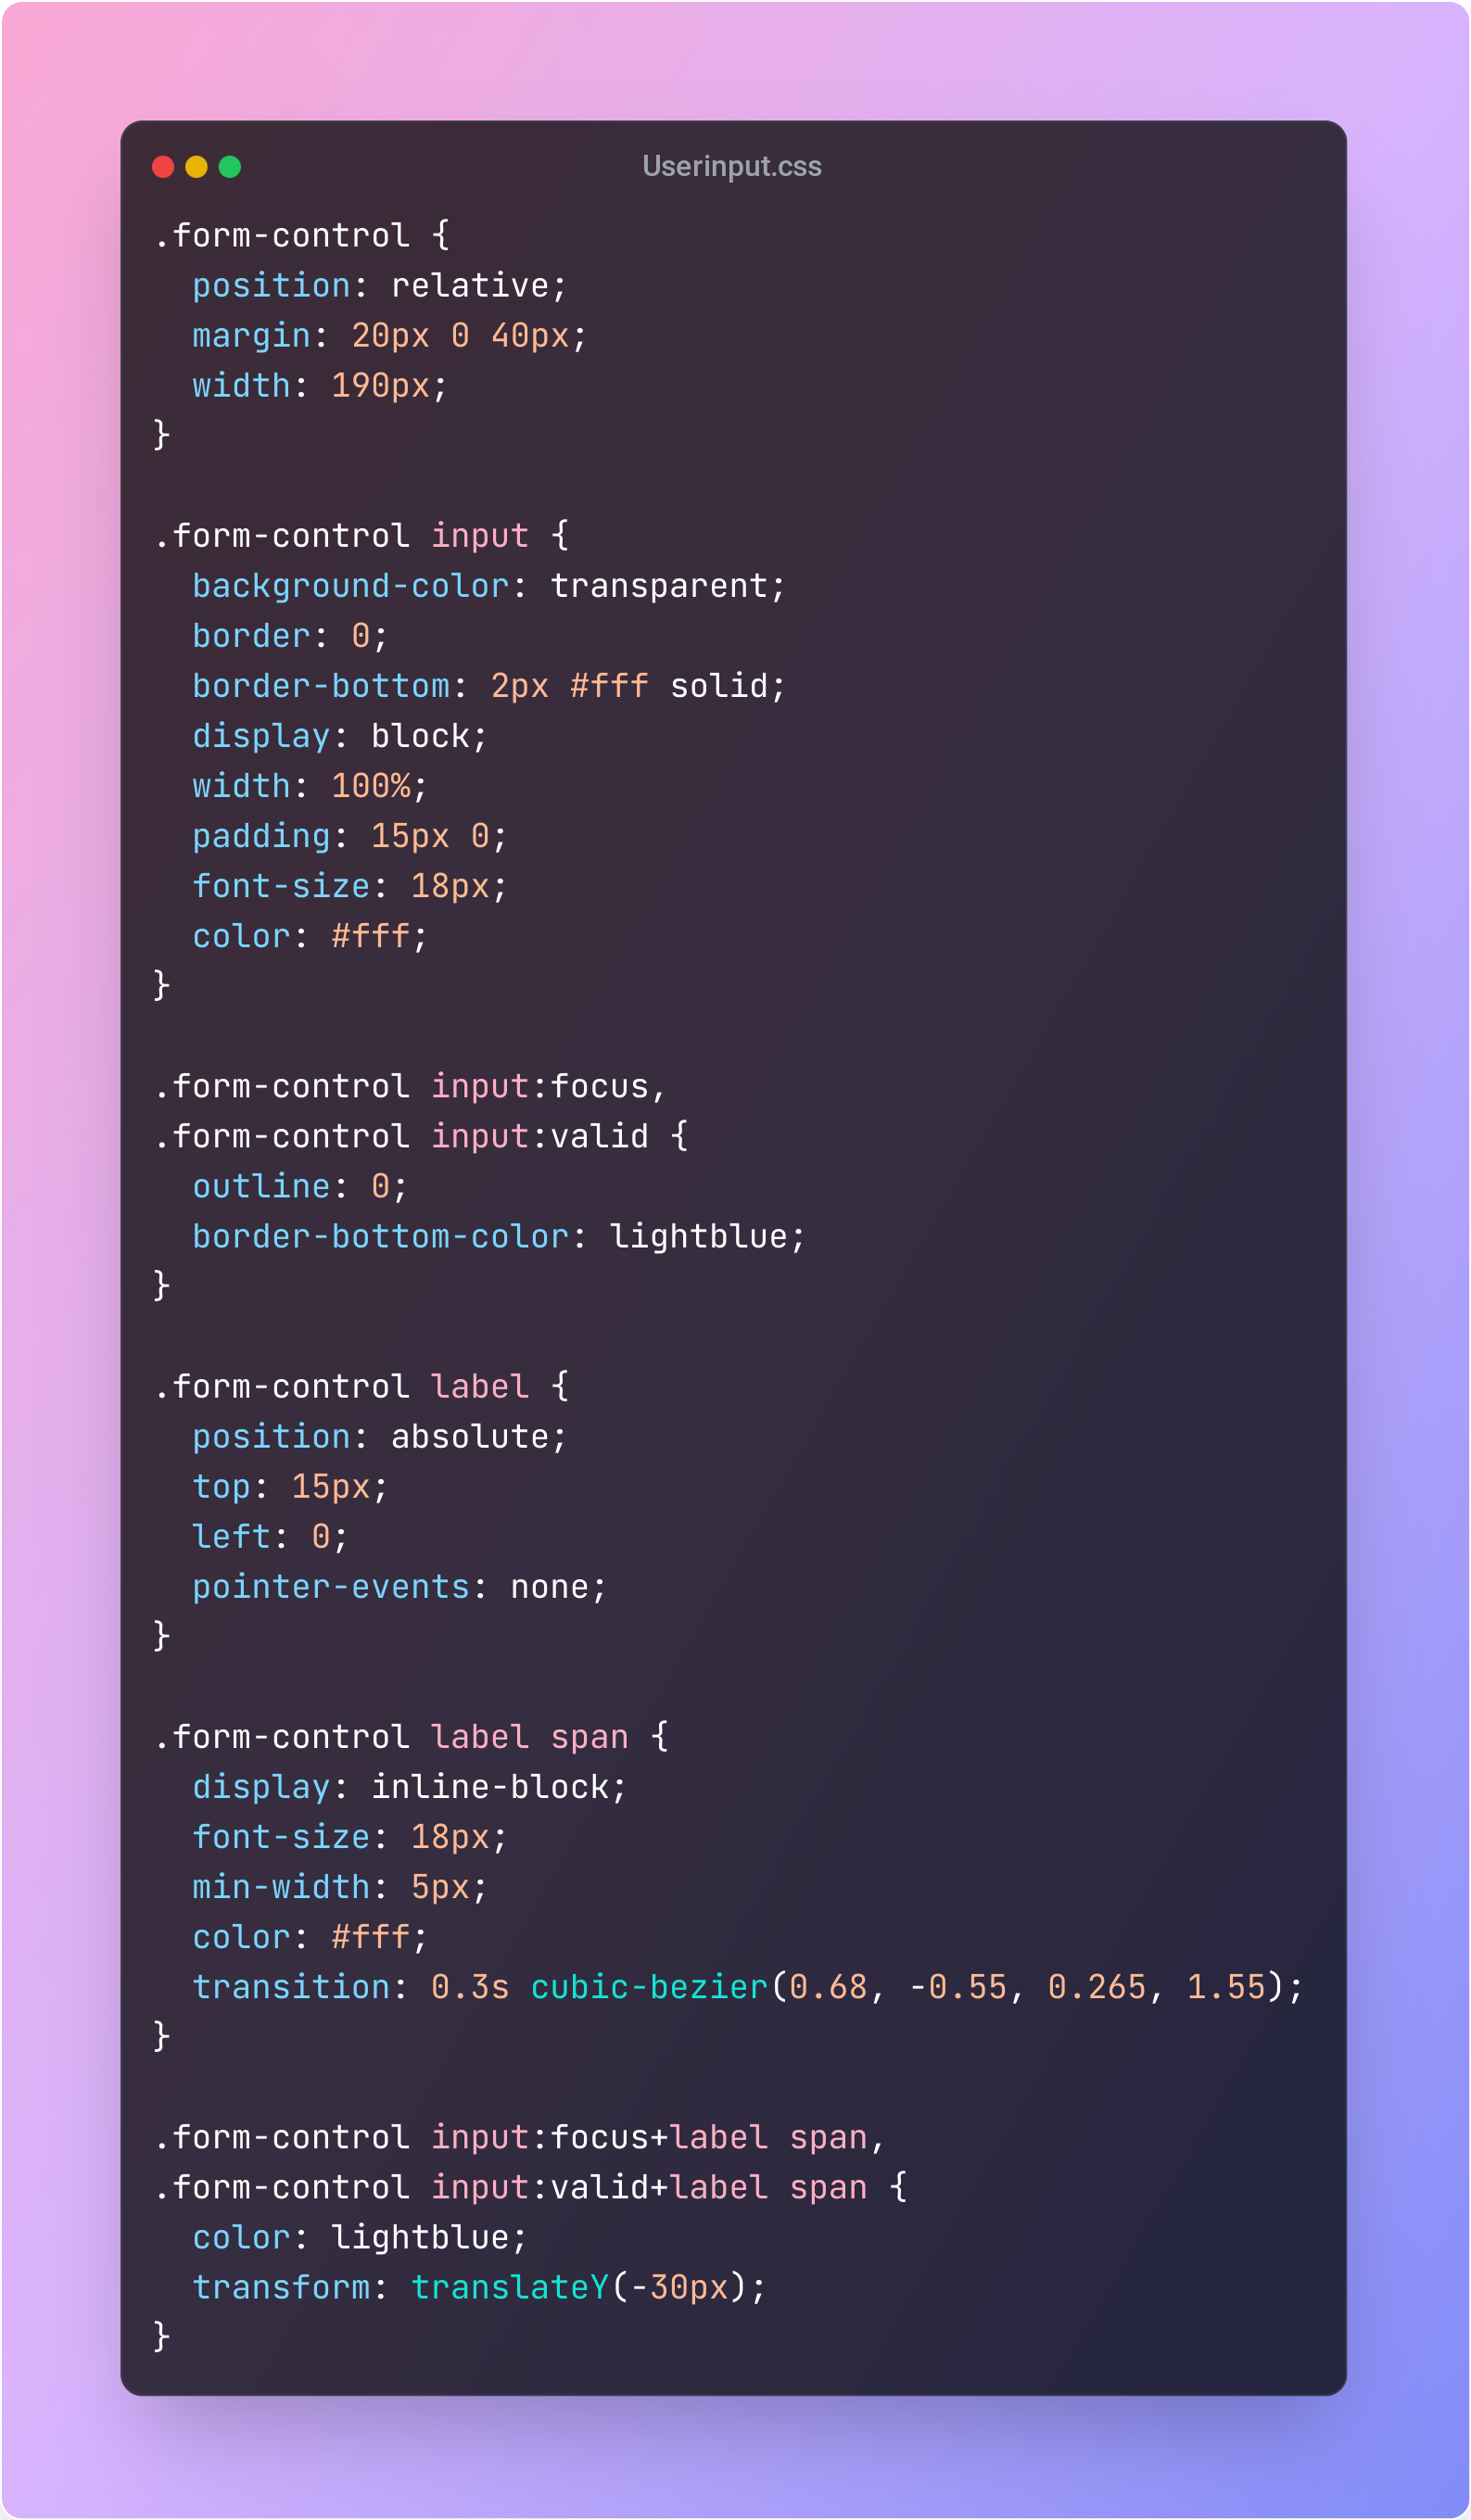 Userinput.css
.form-control {
  position: relative;
  margin: 20px 0 40px;
  width: 190px;
}

.form-control input {
  background-color: transparent;
  border: 0;
  border-bottom: 2px #fff solid;
  display: block;
  width: 100%;
  padding: 15px 0;
  font-size: 18px;
  color: #fff;
}

.form-control input:focus,
.form-control input:valid {
  outline: 0;
  border-bottom-color: lightblue;
}

.form-control label {
  position: absolute;
  top: 15px;
  left: 0;
  pointer-events: none;
}

.form-control label span {
  display: inline-block;
  font-size: 18px;
  min-width: 5px;
  color: #fff;
  transition: 0.3s cubic-bezier(0.68, -0.55, 0.265, 1.55);
}

.form-control input:focus+label span,
.form-control input:valid+label span {
  color: lightblue;
  transform: translateY(-30px);
}